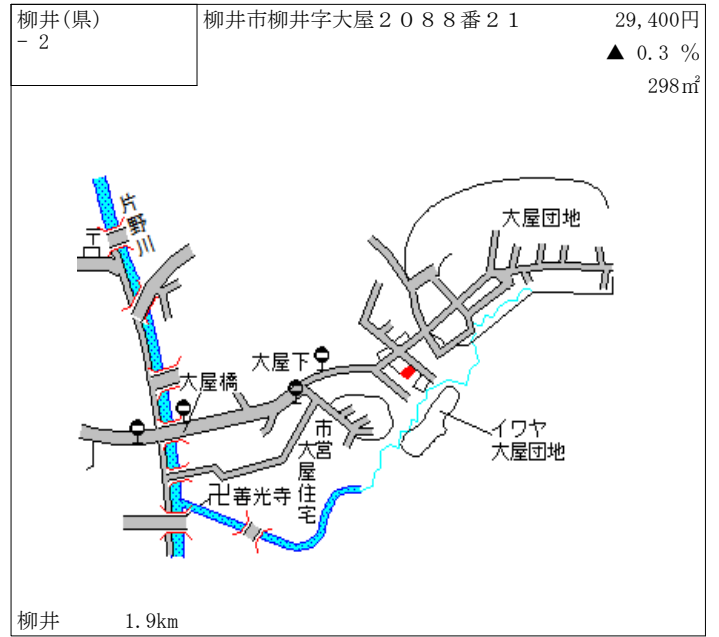 柳井(県)
- 2
柳井市柳井字大屋２０８８番２１
29,400円
▲ 0.3 %
298㎡
片野川
〒
大屋団地
大屋下
大屋橋
市営大屋住宅
イワヤ
大屋団地
卍善光寺
柳井 1.9km